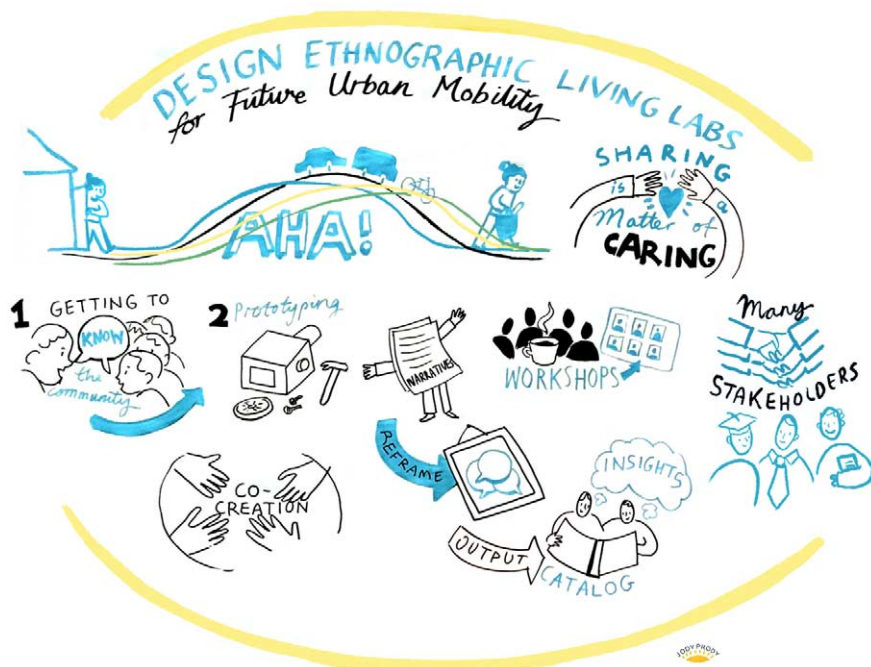 DESIGN ETHNOGRAPHIC LIVING LABS
for Future Urban Mobility
AHA!
SHARING
is a
Matter of
CARING
1 GETTING TO
KNOW
the
community
2 Prototyping
NARRATIVES
WORKSHOPS
Many
STAKEHOLDERS
REFRAME
CO-
CREATION
INSIGHTS
OUTPUT
CATALOG
JODYPHODY